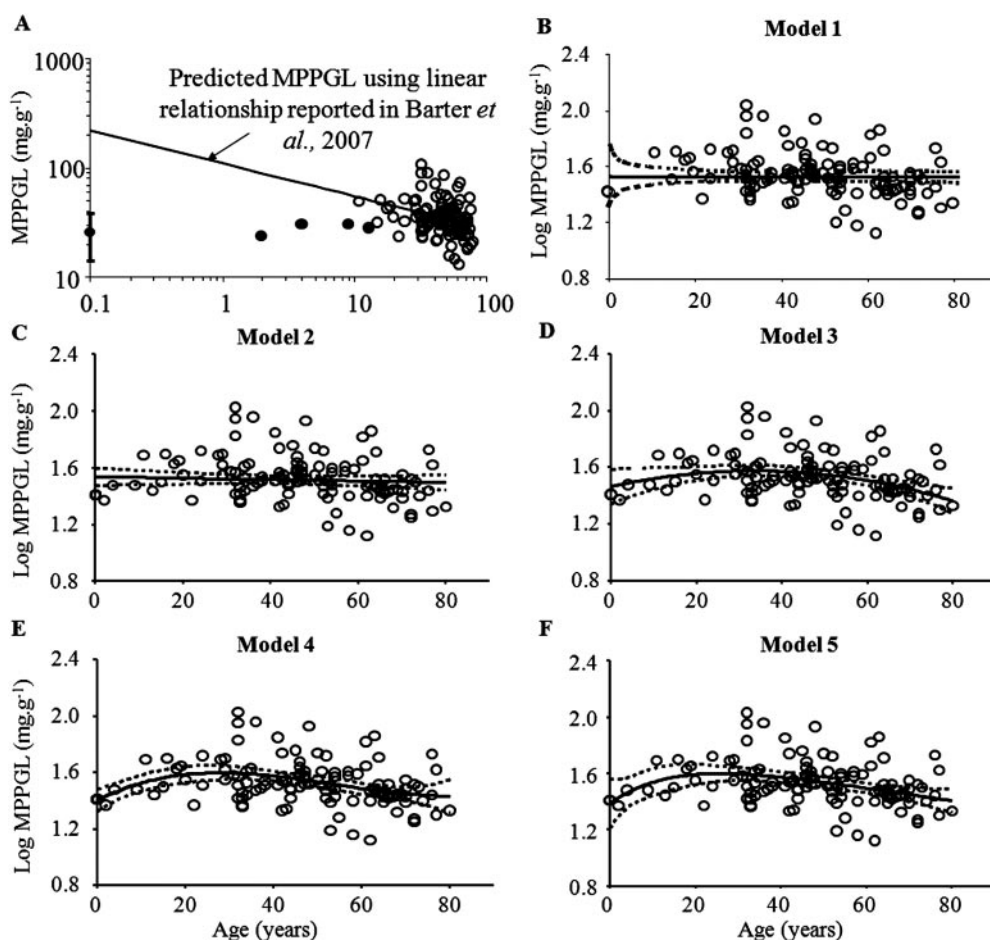 A
MPPGL (mg.g-1)
1000
100
10
0.1
1
10
100
Predicted MPPGL using linear
relationship reported in Barter et
al., 2007
B
Model 1
Log MPPGL (mg.g-1)
2.4
2.0
1.6
1.2
0.8
0
20
40
60
80
C
Model 2
Log MPPGL (mg.g-1)
2.4
2.0
1.6
1.2
0.8
0
20
40
60
80
D
Model 3
2.4
2.0
1.6
1.2
0.8
0
20
40
60
80
E
Model 4
Log MPPGL (mg.g-1)
2.4
2.0
1.6
1.2
0.8
0
20
40
60
80
Age (years)
F
Model 5
2.4
2.0
1.6
1.2
0.8
0
20
40
60
80
Age (years)